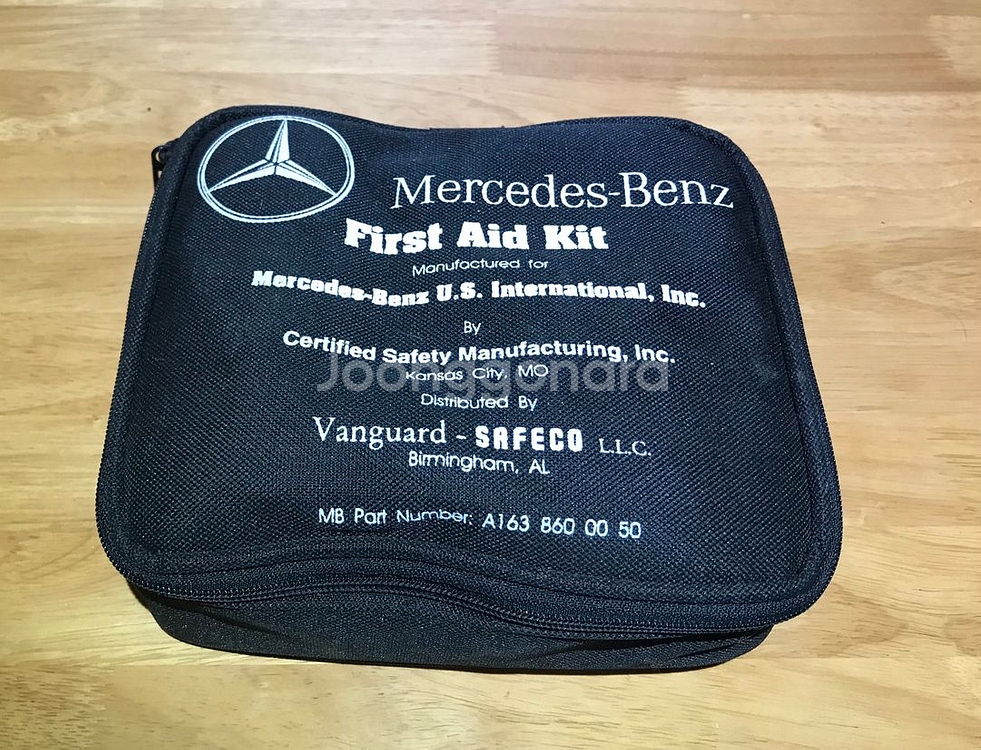 Mercedes-Benz
First Aid Kit
Manufactured for
Mercedes-Benz U.S. International, Inc.
By
Certified Safety Manufacturing, Inc.
Kansas City, MO
Joonggonara
Distributed By
Vanguard - SAFECO L.L.C.
Birmingham, AL
MB Part Number: A163 860 00 50